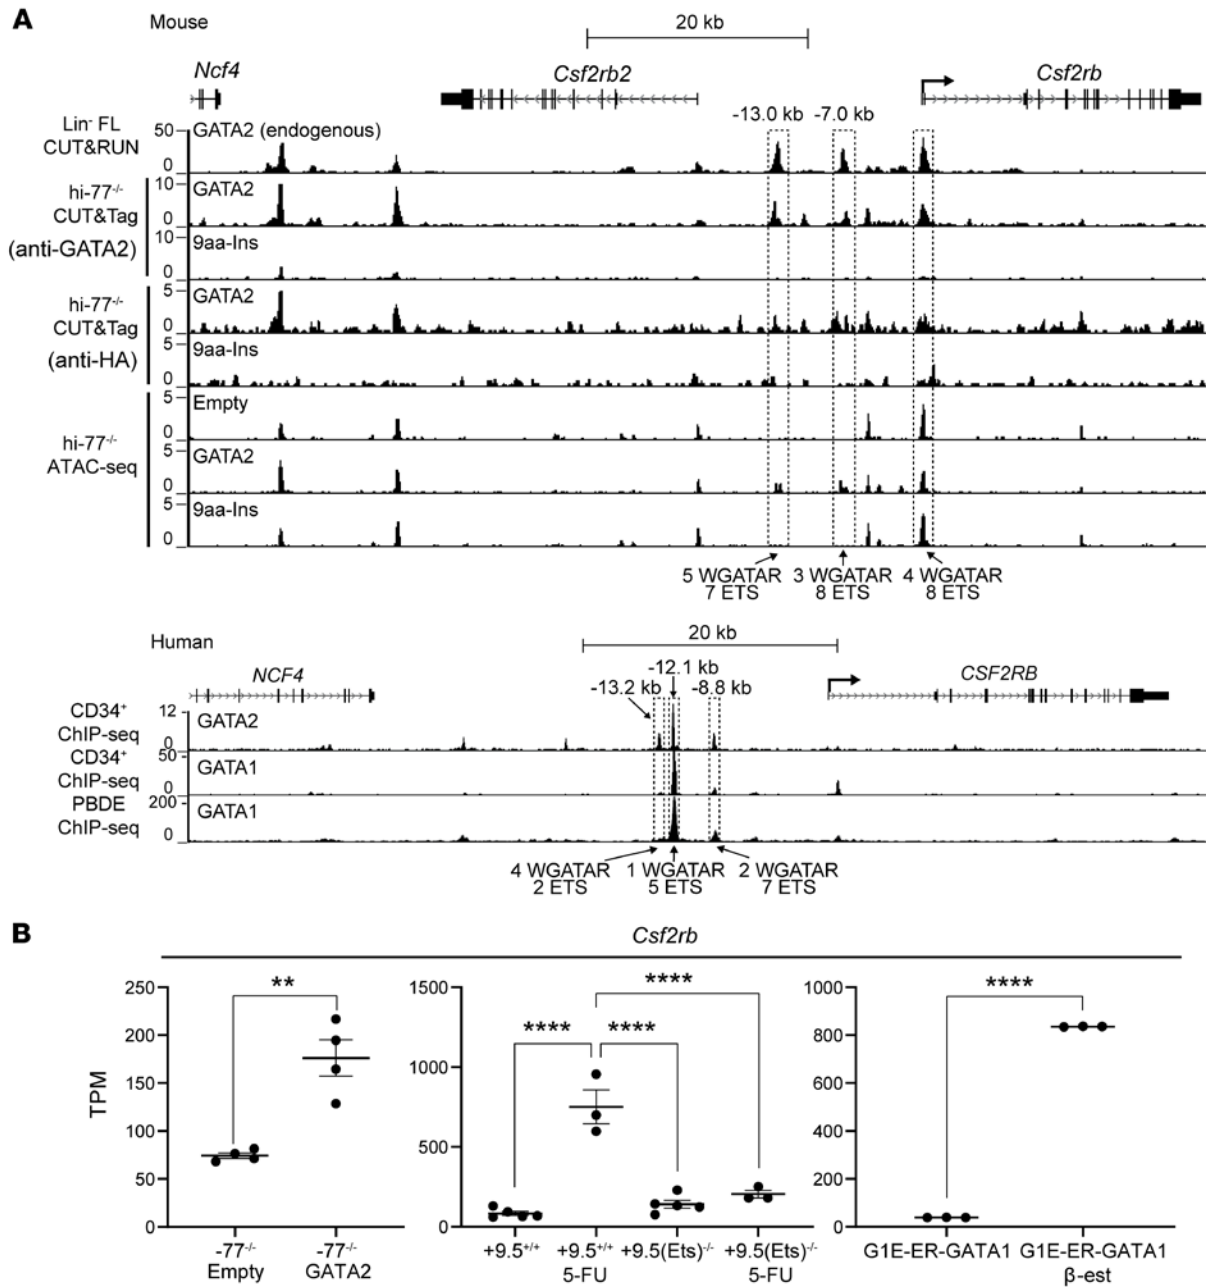 A
Mouse
20 kb
Ncf4
Csf2rb2
Csf2rb
-13.0 kb
-7.0 kb
Lin- FL
CUT&RUN
50
0
GATA2 (endogenous)
hi-77-/-
CUT&Tag
(anti-GATA2)
10
0
GATA2
10
0
9aa-Ins
hi-77-/-
CUT&Tag
(anti-HA)
5
0
GATA2
5
0
9aa-Ins
hi-77-/-
ATAC-seq
5
0
Empty
5
0
GATA2
5
0
9aa-Ins
5 WGATAR 3 WGATAR 4 WGATAR
7 ETS 8 ETS 8 ETS
Human
20 kb
NCF4
CSF2RB
-12.1 kb
-13.2 kb
-8.8 kb
CD34+
ChIP-seq
12
0
GATA2
CD34+
ChIP-seq
50
0
GATA1
PBDE
ChIP-seq
200
0
GATA1
4 WGATAR 1 WGATAR 2 WGATAR
2 ETS 5 ETS 7 ETS
B
Csf2rb
TPM
250
200
150
100
50
0
**
-77-/-
Empty
-77-/-
GATA2
1500
1000
500
0
****
**** ****
+9.5+/+
+9.5+/+
5-FU
+9.5(Ets)-/-
+9.5(Ets)-/-
5-FU
1000
800
600
400
200
0
****
G1E-ER-GATA1
G1E-ER-GATA1
β-est